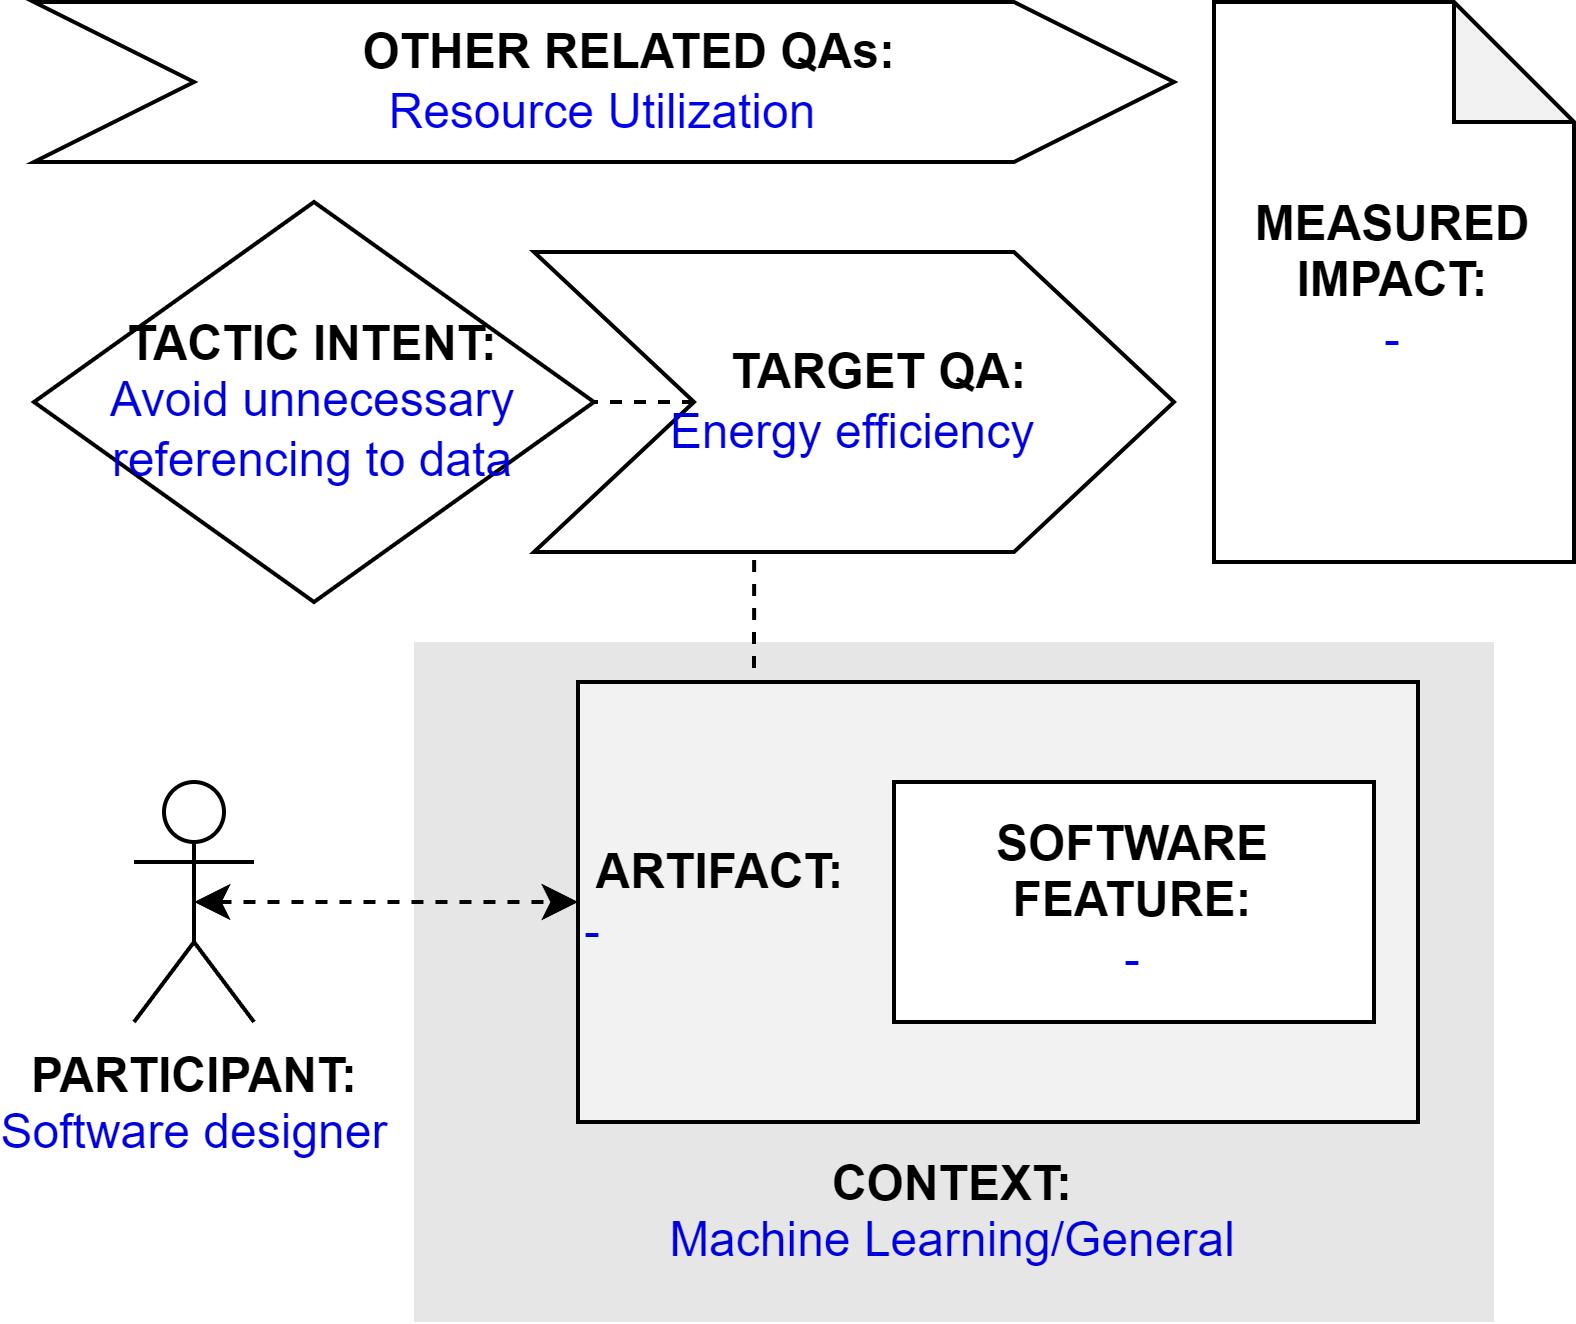 OTHER RELATED QAs:
Resource Utilization
MEASURED
IMPACT:
-
TACTIC INTENT:
Avoid unnecessary
referencing to data
TARGET QA:
Energy efficiency
ARTIFACT:
-
SOFTWARE
FEATURE:
-
PARTICIPANT:
Software designer
CONTEXT:
Machine Learning/General